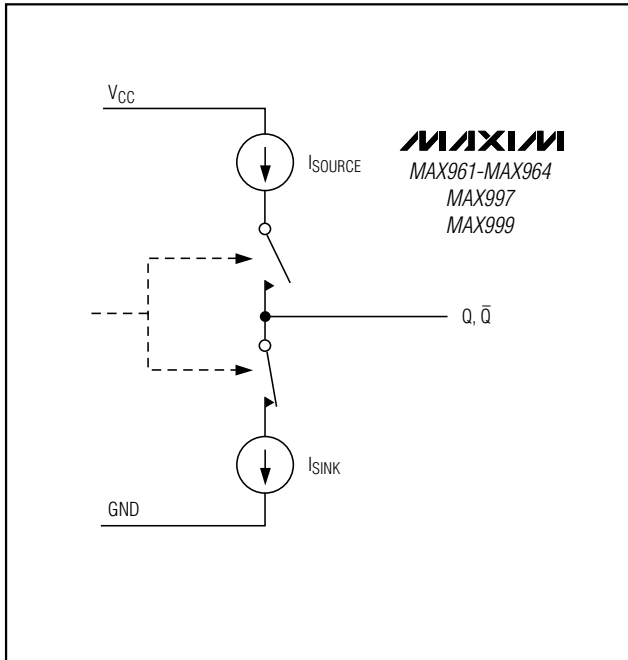 VCC
ISOURCE
MAXIM
MAX961-MAX964
MAX997
MAX999
Q, Q̅
ISINK
GND